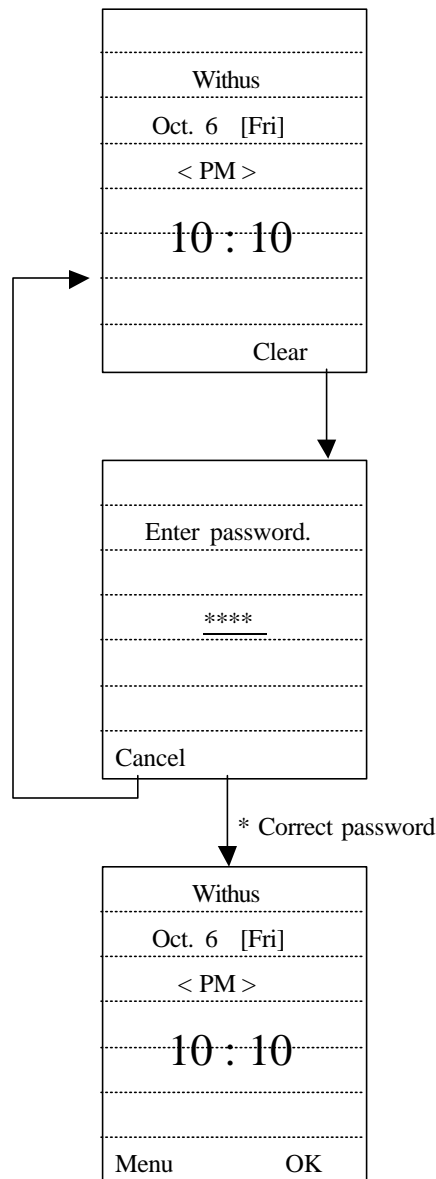 Withus
Oct. 6 [Fri]
< PM >
10 : 10
Clear
Enter password.
****
Cancel
* Correct password
Withus
Oct. 6 [Fri]
< PM >
10 : 10
Menu OK